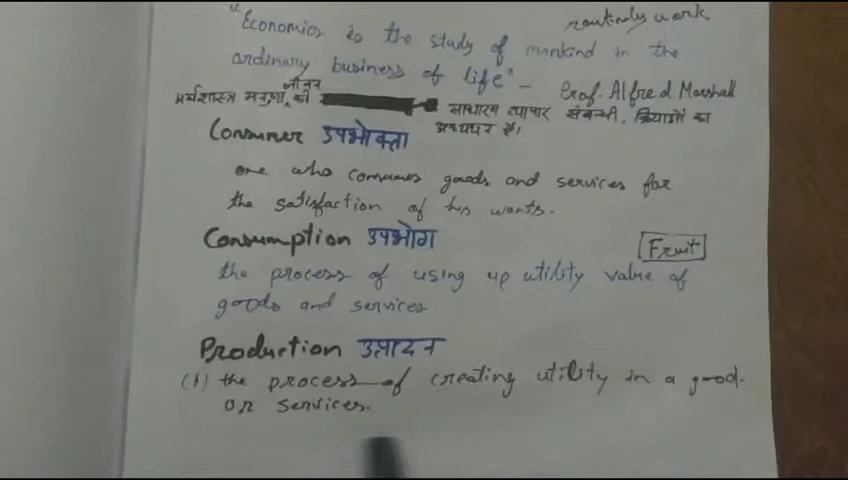 routinely work
"Economics is the study of mankind in the
ordinary business of life" - Prof. Alfred Marshall
अर्थशास्त्र मनुष्य की जीवन साधारण व्यापार संबन्धी क्रियाओं का
अध्ययन है।
Consumer उपभोक्ता
one who consumes goods and services for
the satisfaction of his wants.
Consumption उपभोग
Fruit
the process of using up utility value of
goods and services.
Production उत्पादन
(1) the process of creating utility in a good.
or services.